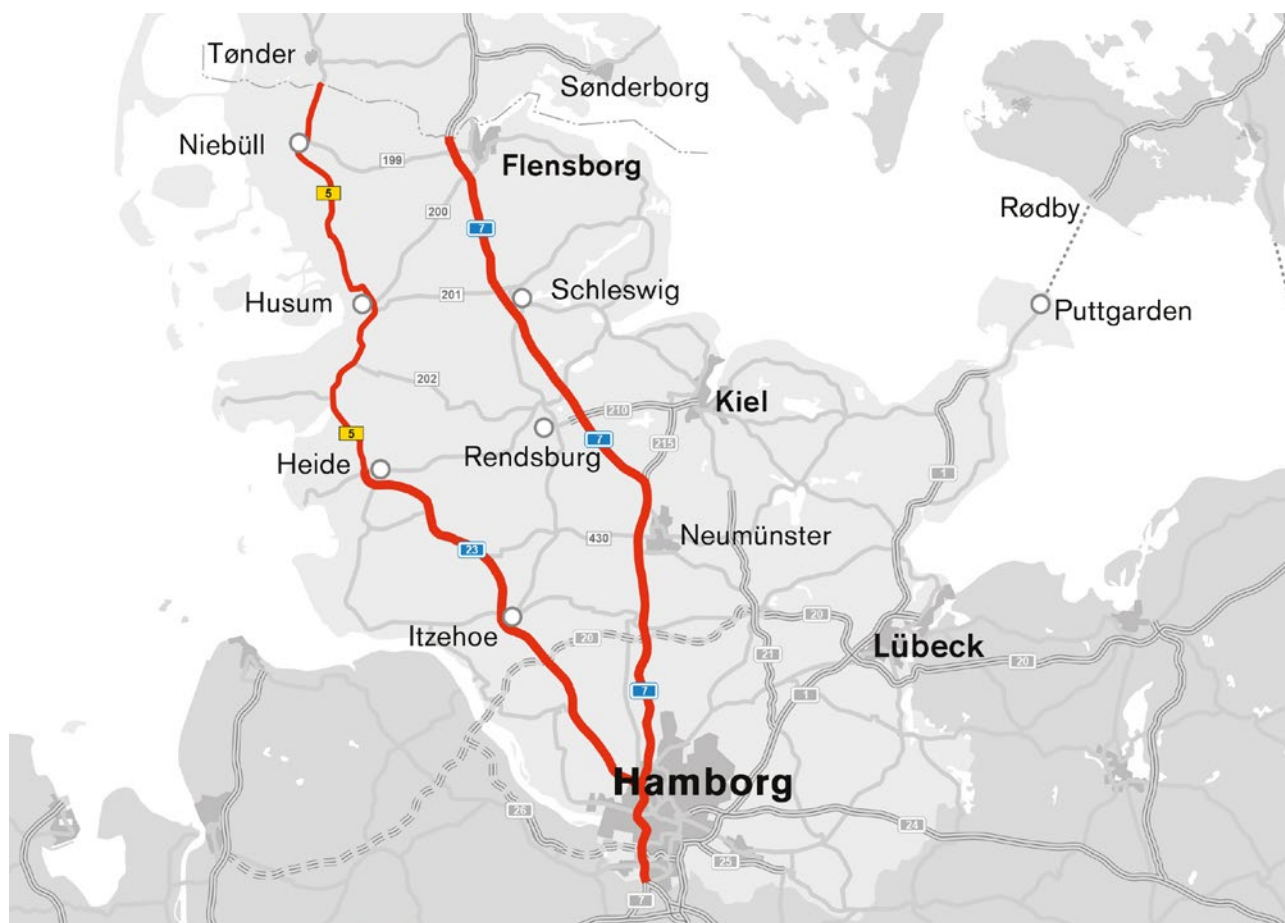 Tønder
Sønderborg
Niebüll
199
Flensborg
5
200
7
Rødby
Husum
201
Schleswig
Puttgarden
202
Kiel
210
5
7
215
Heide
Rendsburg
1
23
430
Neumünster
Itzehoe
20
20
21
Lübeck
20
7
1
Hamborg
26
24
25
7